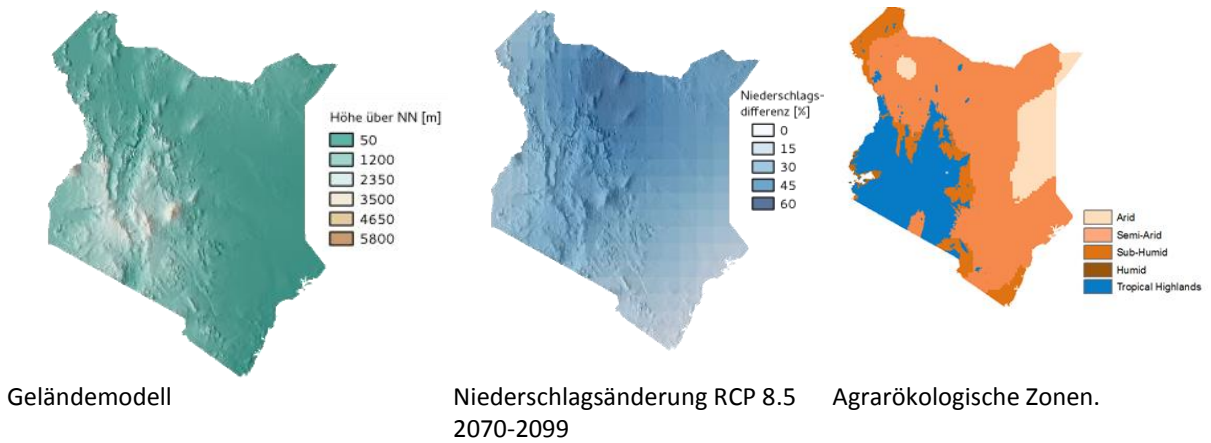 Höhe über NN [m]
50
1200
2350
3500
4650
5800
Niederschlags-
differenz [%]
0
15
30
45
60
Arid
Semi-Arid
Sub-Humid
Humid
Tropical Highlands
Geländemodell
Niederschlagsänderung RCP 8.5
2070-2099
Agrarökologische Zonen.